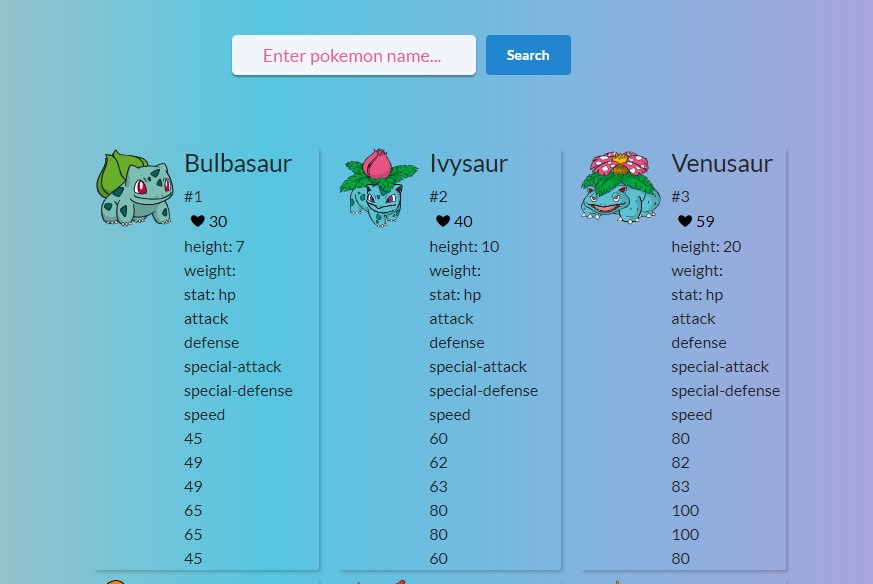 Enter pokemon name...
Search
Bulbasaur
#1
30
height: 7
weight:
stat: hp
attack
defense
special-attack
special-defense
speed
45
49
49
65
65
45
Ivysaur
#2
40
height: 10
weight:
stat: hp
attack
defense
special-attack
special-defense
speed
60
62
63
80
80
60
Venusaur
#3
59
height: 20
weight:
stat: hp
attack
defense
special-attack
special-defense
speed
80
82
83
100
100
80